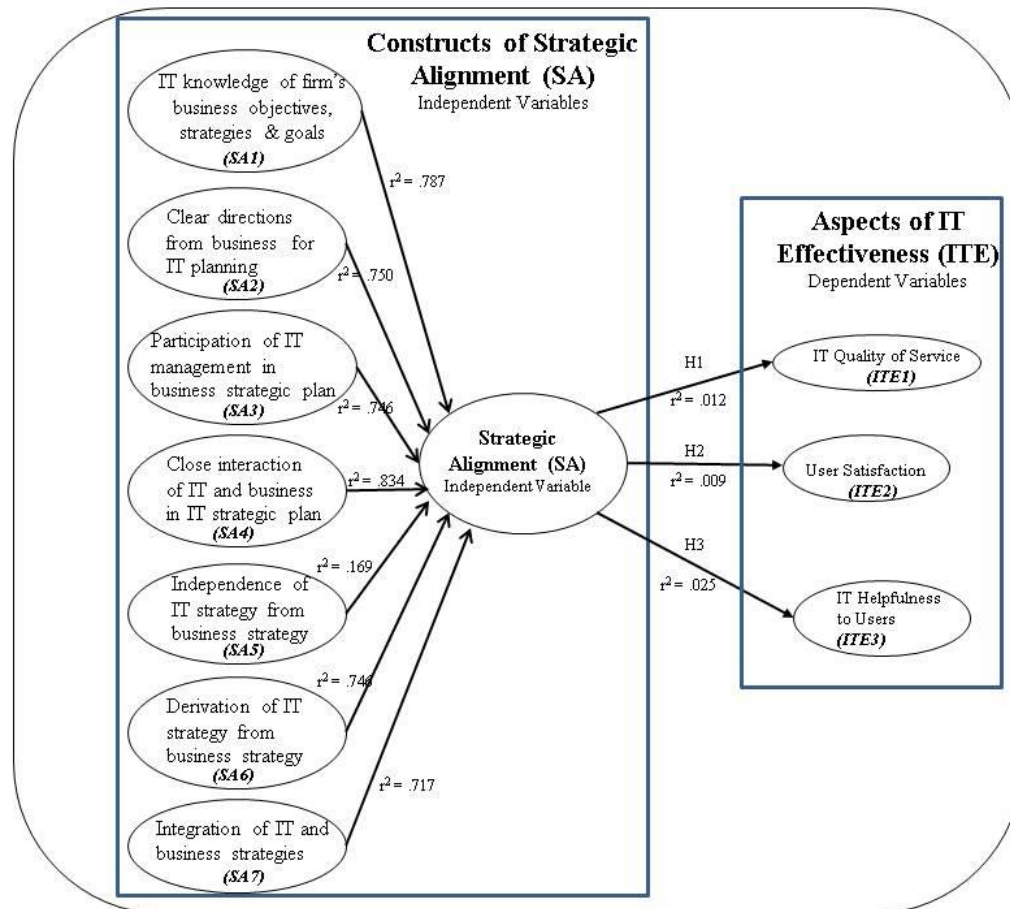 Constructs of Strategic
Alignment (SA)
Independent Variables
IT knowledge of firm's
business objectives,
strategies & goals
(SA1)
r² = .787
Clear directions
from business for
IT planning
(SA2)
r² = .750
Participation of IT
management in
business strategic plan
(SA3)
r² = .746
Close interaction
of IT and business
in IT strategic plan
(SA4)
r² = .834
Independence of
IT strategy from
business strategy
(SA5)
r² = .169
Derivation of IT
strategy from
business strategy
(SA6)
r² = .746
Integration of IT and
business strategies
(SA7)
r² = .717
Strategic
Alignment (SA)
Independent Variable
H1
r² = .012
H2
r² = .009
H3
r² = .025
Aspects of IT
Effectiveness (ITE)
Dependent Variables
IT Quality of Service
(ITE1)
User Satisfaction
(ITE2)
IT Helpfulness
to Users
(ITE3)